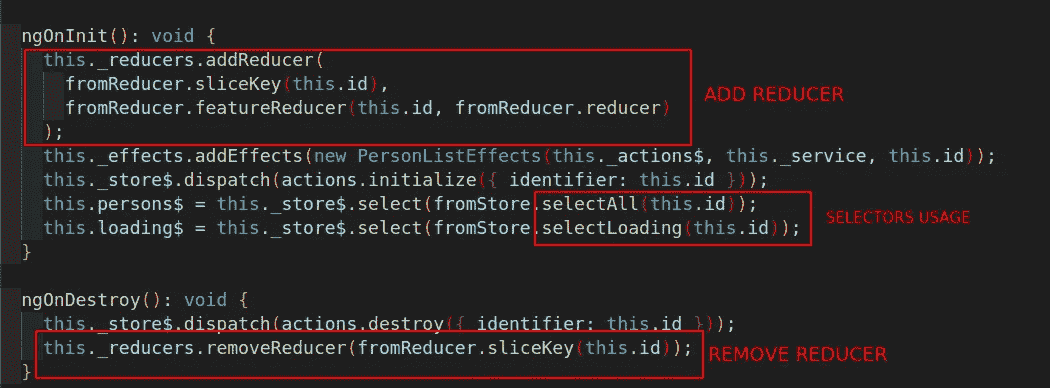 ngOnInit(): void {
this._reducers.addReducer(
fromReducer.sliceKey(this.id),
fromReducer.featureReducer(this.id, fromReducer.reducer)
ADD REDUCER
);
this._effects.addEffects(new PersonListEffects(this._actions$, this._service, this.id));
this._store$.dispatch(actions.initialize({ identifier: this.id }));
this.persons$ = this._store$.select(fromStore.selectAll(this.id));
SELECTORS USAGE
this.loading$ = this._store$.select(fromStore.selectLoading(this.id));
}
ngOnDestroy(): void {
this._store$.dispatch(actions.destroy({ identifier: this.id }));
this._reducers.removeReducer(fromReducer.sliceKey(this.id));
REMOVE REDUCER
}